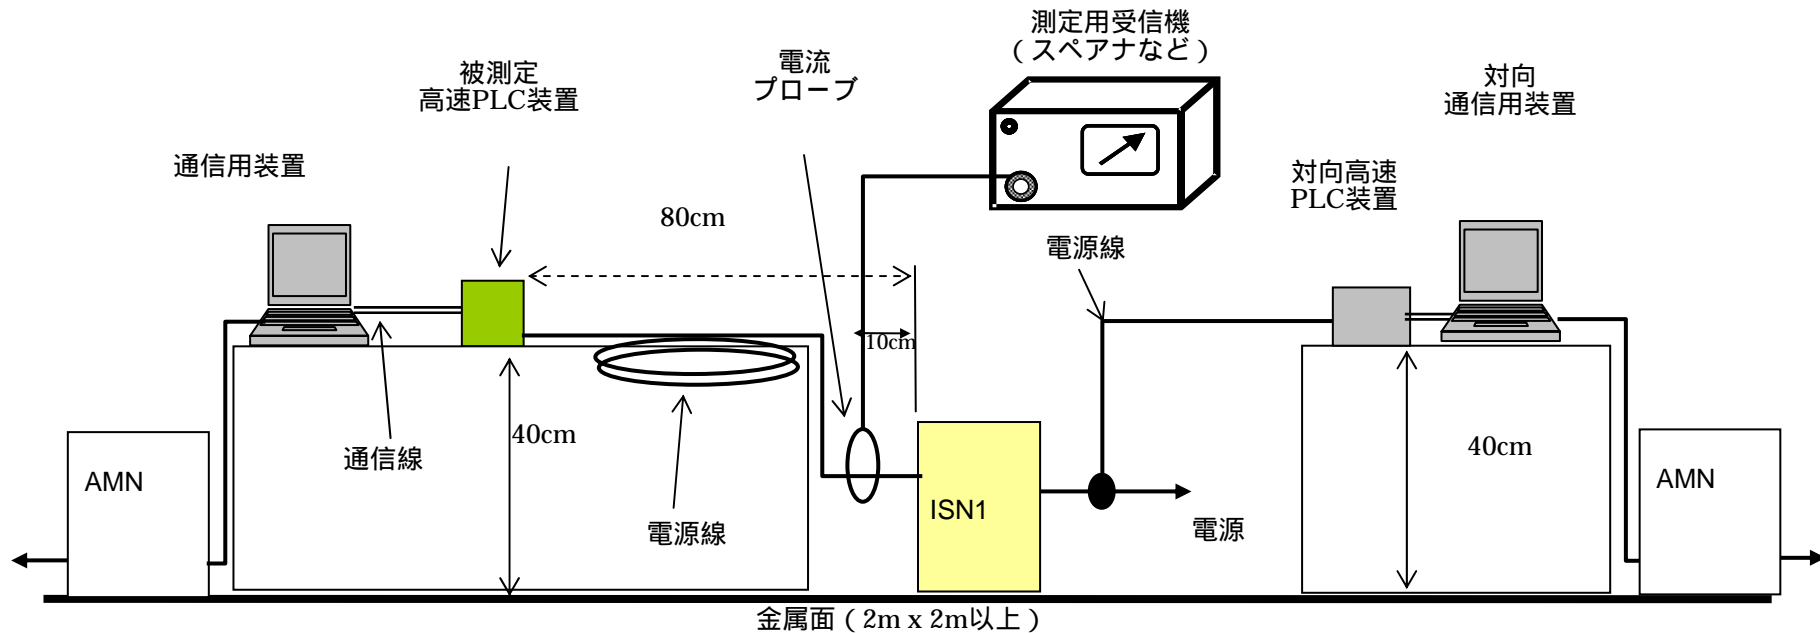 測定用受信機
（スペアナなど）
被測定
高速PLC装置
電流
プローブ
対向
通信用装置
通信用装置
対向高速
PLC装置
80cm
電源線
10cm
通信線
40cm
40cm
AMN
電源線
ISN1
電源
AMN
金属面（2m x 2m以上）